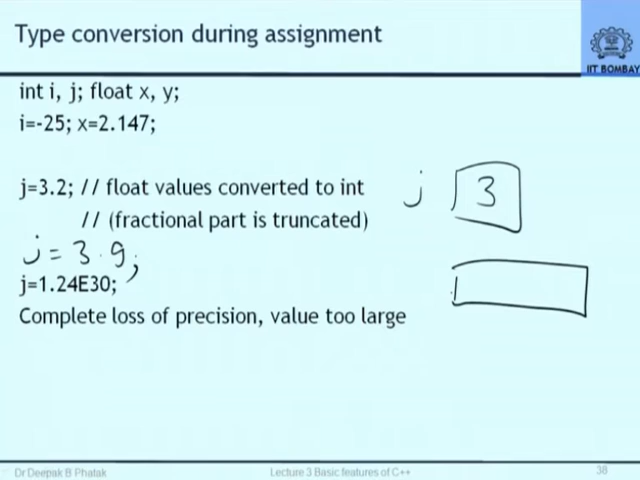 Type conversion during assignment
IIT BOMBAY
int i, j; float x, y;
i=-25; x=2.147;
j=3.2; // float values converted to int
j 3
// (fractional part is truncated)
j = 3.9;
j=1.24E30;
Complete loss of precision, value too large
Dr Deepak B Phatak Lecture 3 Basic features of C++ 38